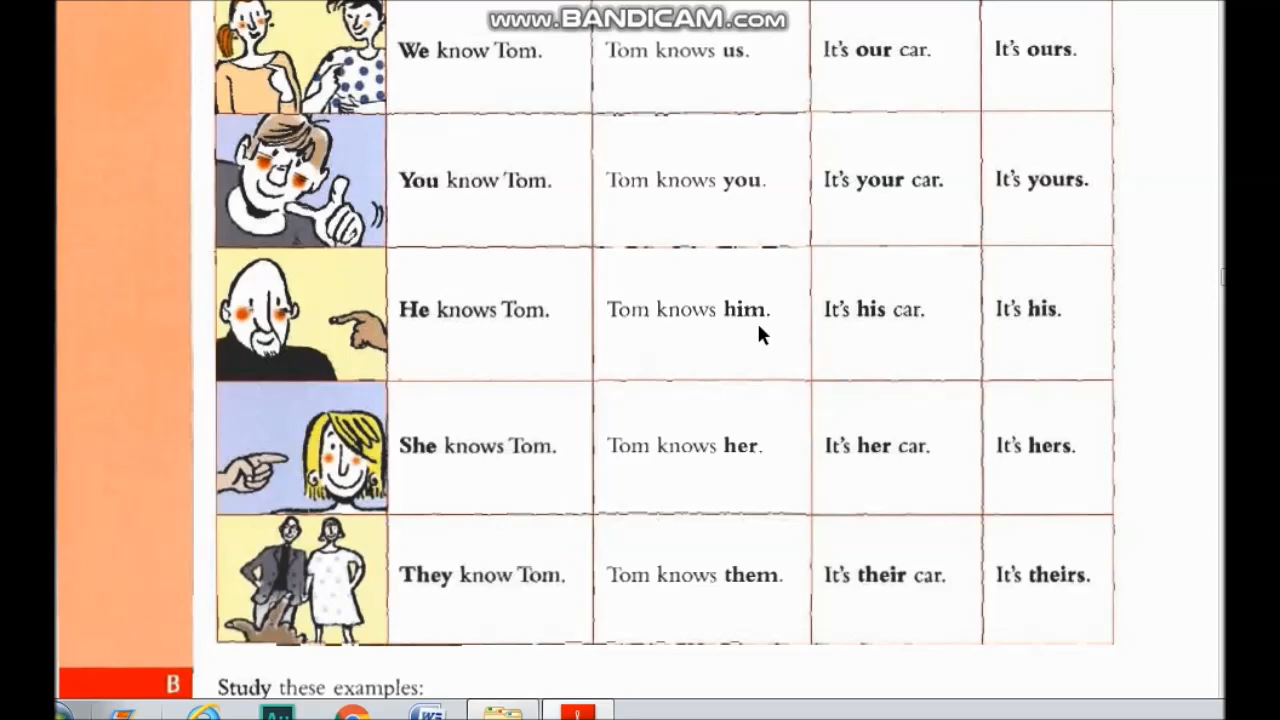 www.BANDICAM.com
We know Tom. Tom knows us. It's our car. It's ours.
You know Tom. Tom knows you. It's your car. It's yours.
He knows Tom. Tom knows him. It's his car. It's his.
She knows Tom. Tom knows her. It's her car. It's hers.
They know Tom. Tom knows them. It's their car. It's theirs.
B
Study these examples:
Au
W